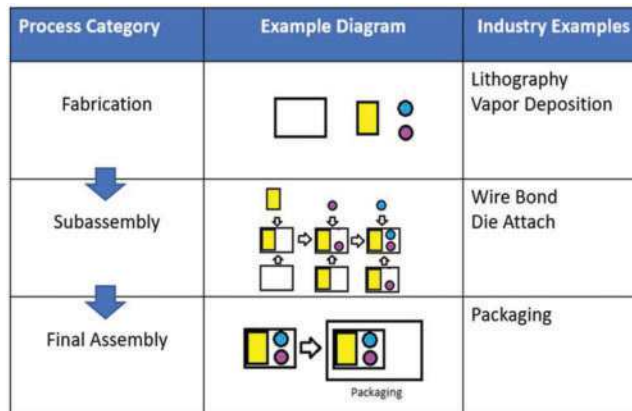 Process Category
Example Diagram
Industry Examples
Fabrication
Lithography
Vapor Deposition
Subassembly
Wire Bond
Die Attach
Final Assembly
Packaging
Packaging